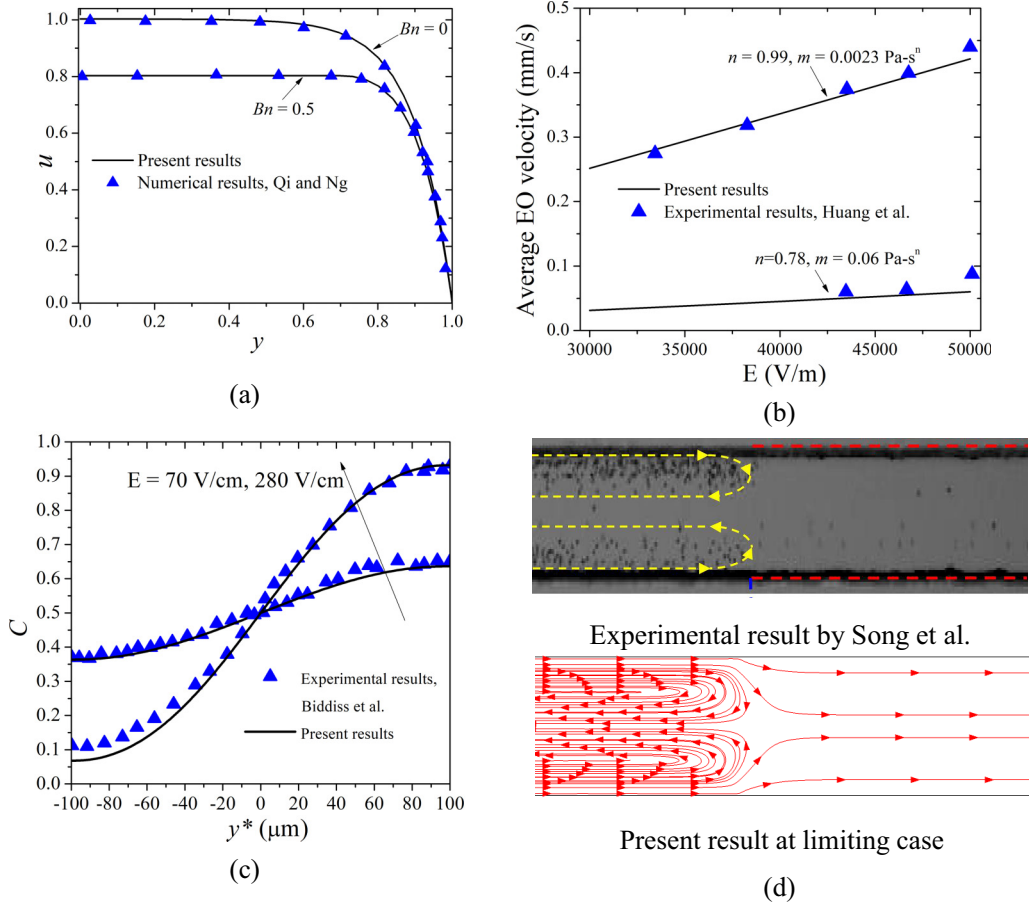 (a)
1.0
0.8
0.6
0.4
0.2
0.0
u
Bn = 0
Bn = 0.5
Present results
Numerical results, Qi and Ng
0.0 0.2 0.4 0.6 0.8 1.0
y
(a)
(b)
0.5
0.4
0.3
0.2
0.1
0.0
Average EO velocity (mm/s)
n = 0.99, m = 0.0023 Pa-sⁿ
Present results
Experimental results, Huang et al.
n=0.78, m = 0.06 Pa-sⁿ
30000 35000 40000 45000 50000
E (V/m)
(b)
1.0
0.9
0.8
0.7
0.6
0.5
0.4
0.3
0.2
0.1
0.0
C
E = 70 V/cm, 280 V/cm
Experimental results,
Biddiss et al.
Present results
-100 -80 -60 -40 -20 0 20 40 60 80 100
y* (μm)
(c)
Experimental result by Song et al.
Present result at limiting case
(d)